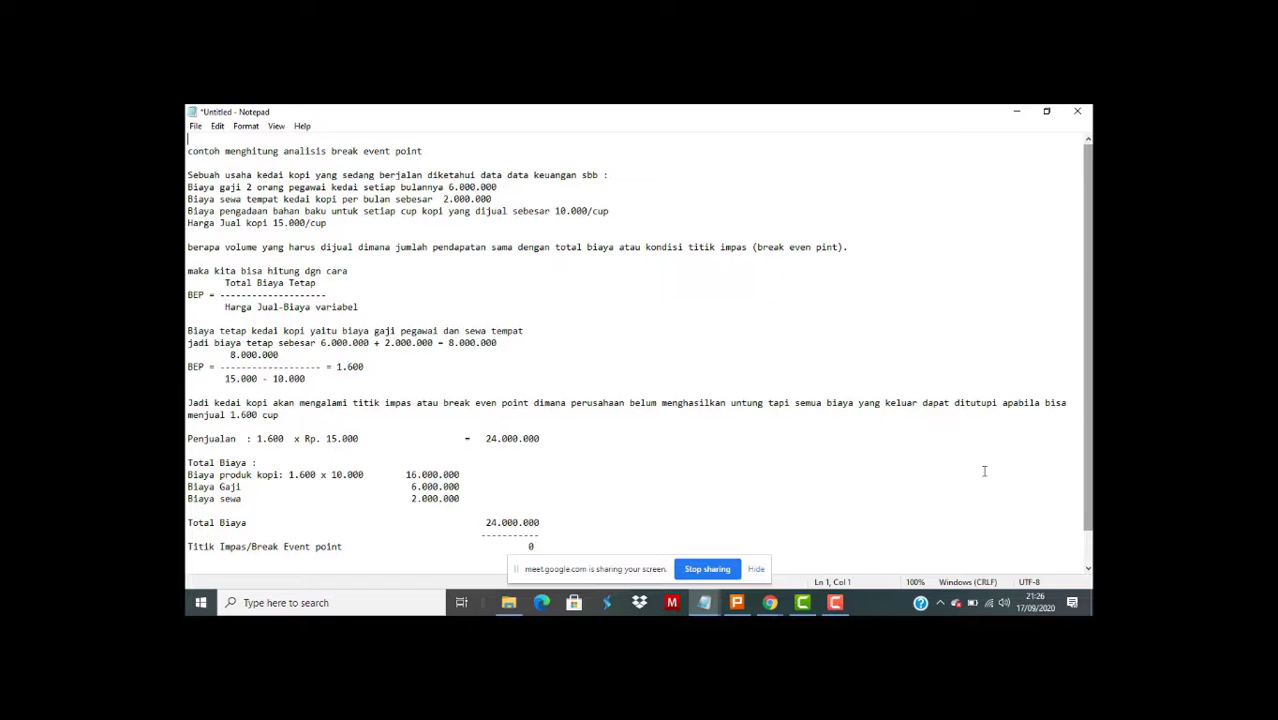 *Untitled - Notepad
File Edit Format View Help
contoh menghitung analisis break event point
Sebuah usaha kedai kopi yang sedang berjalan diketahui data data keuangan sbb :
Biaya gaji 2 orang pegawai kedai setiap bulannya 6.000.000
Biaya sewa tempat kedai kopi per bulan sebesar 2.000.000
Biaya pengadaan bahan baku untuk setiap cup kopi yang dijual sebesar 10.000/cup
Harga Jual kopi 15.000/cup
berapa volume yang harus dijual dimana jumlah pendapatan sama dengan total biaya atau kondisi titik impas (break even pint).
maka kita bisa hitung dgn cara
Total Biaya Tetap
BEP = --------------------
Harga Jual-Biaya variabel
Biaya tetap kedai kopi yaitu biaya gaji pegawai dan sewa tempat
jadi biaya tetap sebesar 6.000.000 + 2.000.000 = 8.000.000
8.000.000
BEP = ------------------- = 1.600
15.000 - 10.000
Jadi kedai kopi akan mengalami titik impas atau break even point dimana perusahaan belum menghasilkan untung tapi semua biaya yang keluar dapat ditutupi apabila bisa
menjual 1.600 cup
Penjualan : 1.600 x Rp. 15.000 = 24.000.000
Total Biaya :
Biaya produk kopi: 1.600 x 10.000 16.000.000
Biaya Gaji 6.000.000
Biaya sewa 2.000.000
Total Biaya 24.000.000
-----------
Titik Impas/Break Event point 0
meet.google.com is sharing your screen. Stop sharing Hide
Ln 1, Col 1 100% Windows (CRLF) UTF-8
Type here to search
21:26
17/09/2020